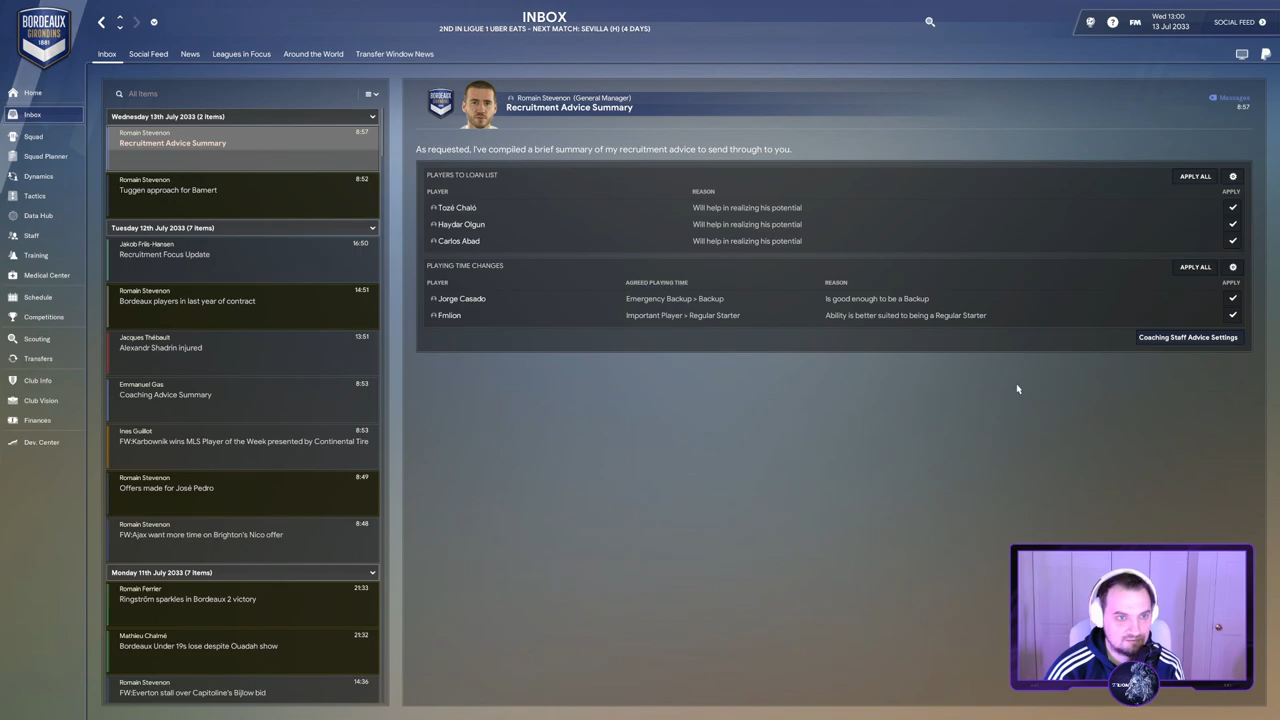 BORDEAUX
GIRONDINS
1881
INBOX
2ND IN LIGUE 1 UBER EATS - NEXT MATCH: SEVILLA (H) (4 DAYS)
FM
Wed 13:00
13 Jul 2033
SOCIAL FEED
Inbox
Social Feed
News
Leagues in Focus
Around the World
Transfer Window News
Home
Inbox
Squad
Squad Planner
Dynamics
Tactics
Data Hub
Staff
Training
Medical Center
Schedule
Competitions
Scouting
Transfers
Club Info
Club Vision
Finances
Dev. Center
All Items
Wednesday 13th July 2033 (2 items)
Romain Stevenon 8:57
Recruitment Advice Summary
Romain Stevenon 8:52
Tuggen approach for Bamert
Tuesday 12th July 2033 (7 items)
Jakob Friis-Hansen 16:50
Recruitment Focus Update
Romain Stevenon 14:51
Bordeaux players in last year of contract
Jacques Thébault 13:51
Alexandr Shadrin injured
Emmanuel Gas 8:53
Coaching Advice Summary
Ines Guillot 8:53
FW:Karbownik wins MLS Player of the Week presented by Continental Tire
Romain Stevenon 8:49
Offers made for José Pedro
Romain Stevenon 8:48
FW:Ajax want more time on Brighton's Nico offer
Monday 11th July 2033 (7 items)
Romain Ferrier 21:33
Ringström sparkles in Bordeaux 2 victory
Mathieu Chalmé 21:32
Bordeaux Under 19s lose despite Ouadah show
Romain Stevenon 14:36
FW:Everton stall over Capitoline's Bijlow bid
Romain Stevenon (General Manager)
Recruitment Advice Summary
Messages
8:57
As requested, I've compiled a brief summary of my recruitment advice to send through to you.
PLAYERS TO LOAN LIST APPLY ALL
PLAYER REASON APPLY
Tozé Chaló Will help in realizing his potential
Haydar Olgun Will help in realizing his potential
Carlos Abad Will help in realizing his potential
PLAYING TIME CHANGES APPLY ALL
PLAYER AGREED PLAYING TIME REASON APPLY
Jorge Casado Emergency Backup > Backup Is good enough to be a Backup
Fmlion Important Player > Regular Starter Ability is better suited to being a Regular Starter
Coaching Staff Advice Settings